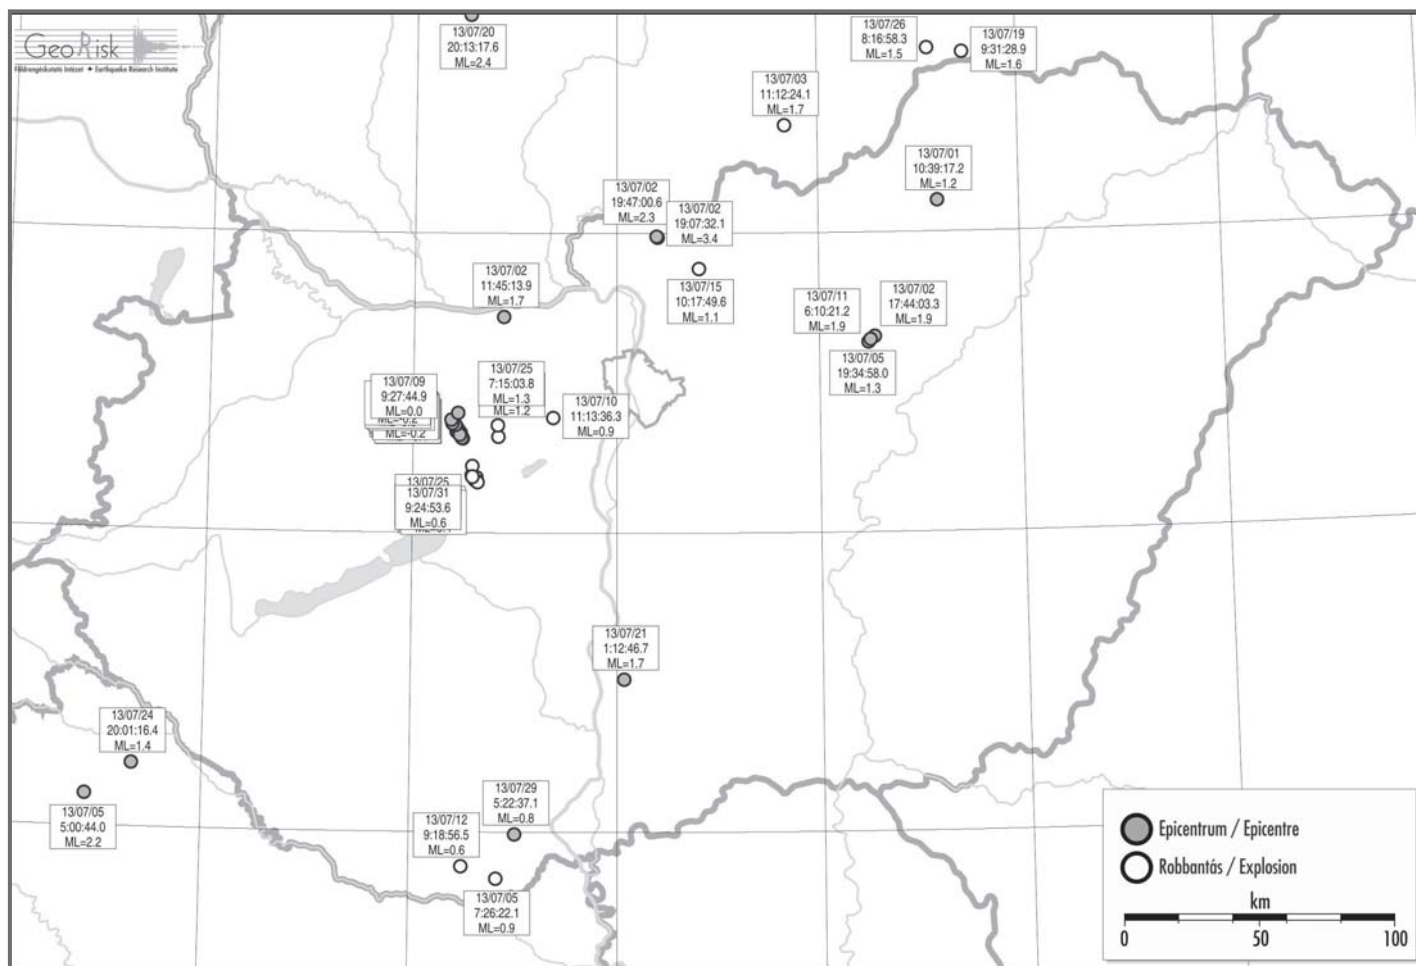 GeoRisk
Földrengéskutató Intézet ✦ Earthquake Research Institute
13/07/20
20:13:17.6
ML=2.4
13/07/26
8:16:58.3
ML=1.5
13/07/19
9:31:28.9
ML=1.6
13/07/03
11:12:24.1
ML=1.7
13/07/01
10:39:17.2
ML=1.2
13/07/02
19:47:00.6
ML=2.3
13/07/02
19:07:32.1
ML=3.4
13/07/02
11:45:13.9
ML=1.7
13/07/15
10:17:49.6
ML=1.1
13/07/11
6:10:21.2
ML=1.9
13/07/02
17:44:03.3
ML=1.9
13/07/05
19:34:58.0
ML=1.3
13/07/09
9:27:44.9
ML=0.0
ML=-0.2
13/07/25
7:15:03.8
ML=1.3
ML=1.2
13/07/10
11:13:36.3
ML=0.9
13/07/25
13/07/31
9:24:53.6
ML=0.6
13/07/21
1:12:46.7
ML=1.7
13/07/24
20:01:16.4
ML=1.4
13/07/05
5:00:44.0
ML=2.2
13/07/29
5:22:37.1
ML=0.8
13/07/12
9:18:56.5
ML=0.6
13/07/05
7:26:22.1
ML=0.9
Epicentrum / Epicentre
Robbantás / Explosion
km
0 50 100